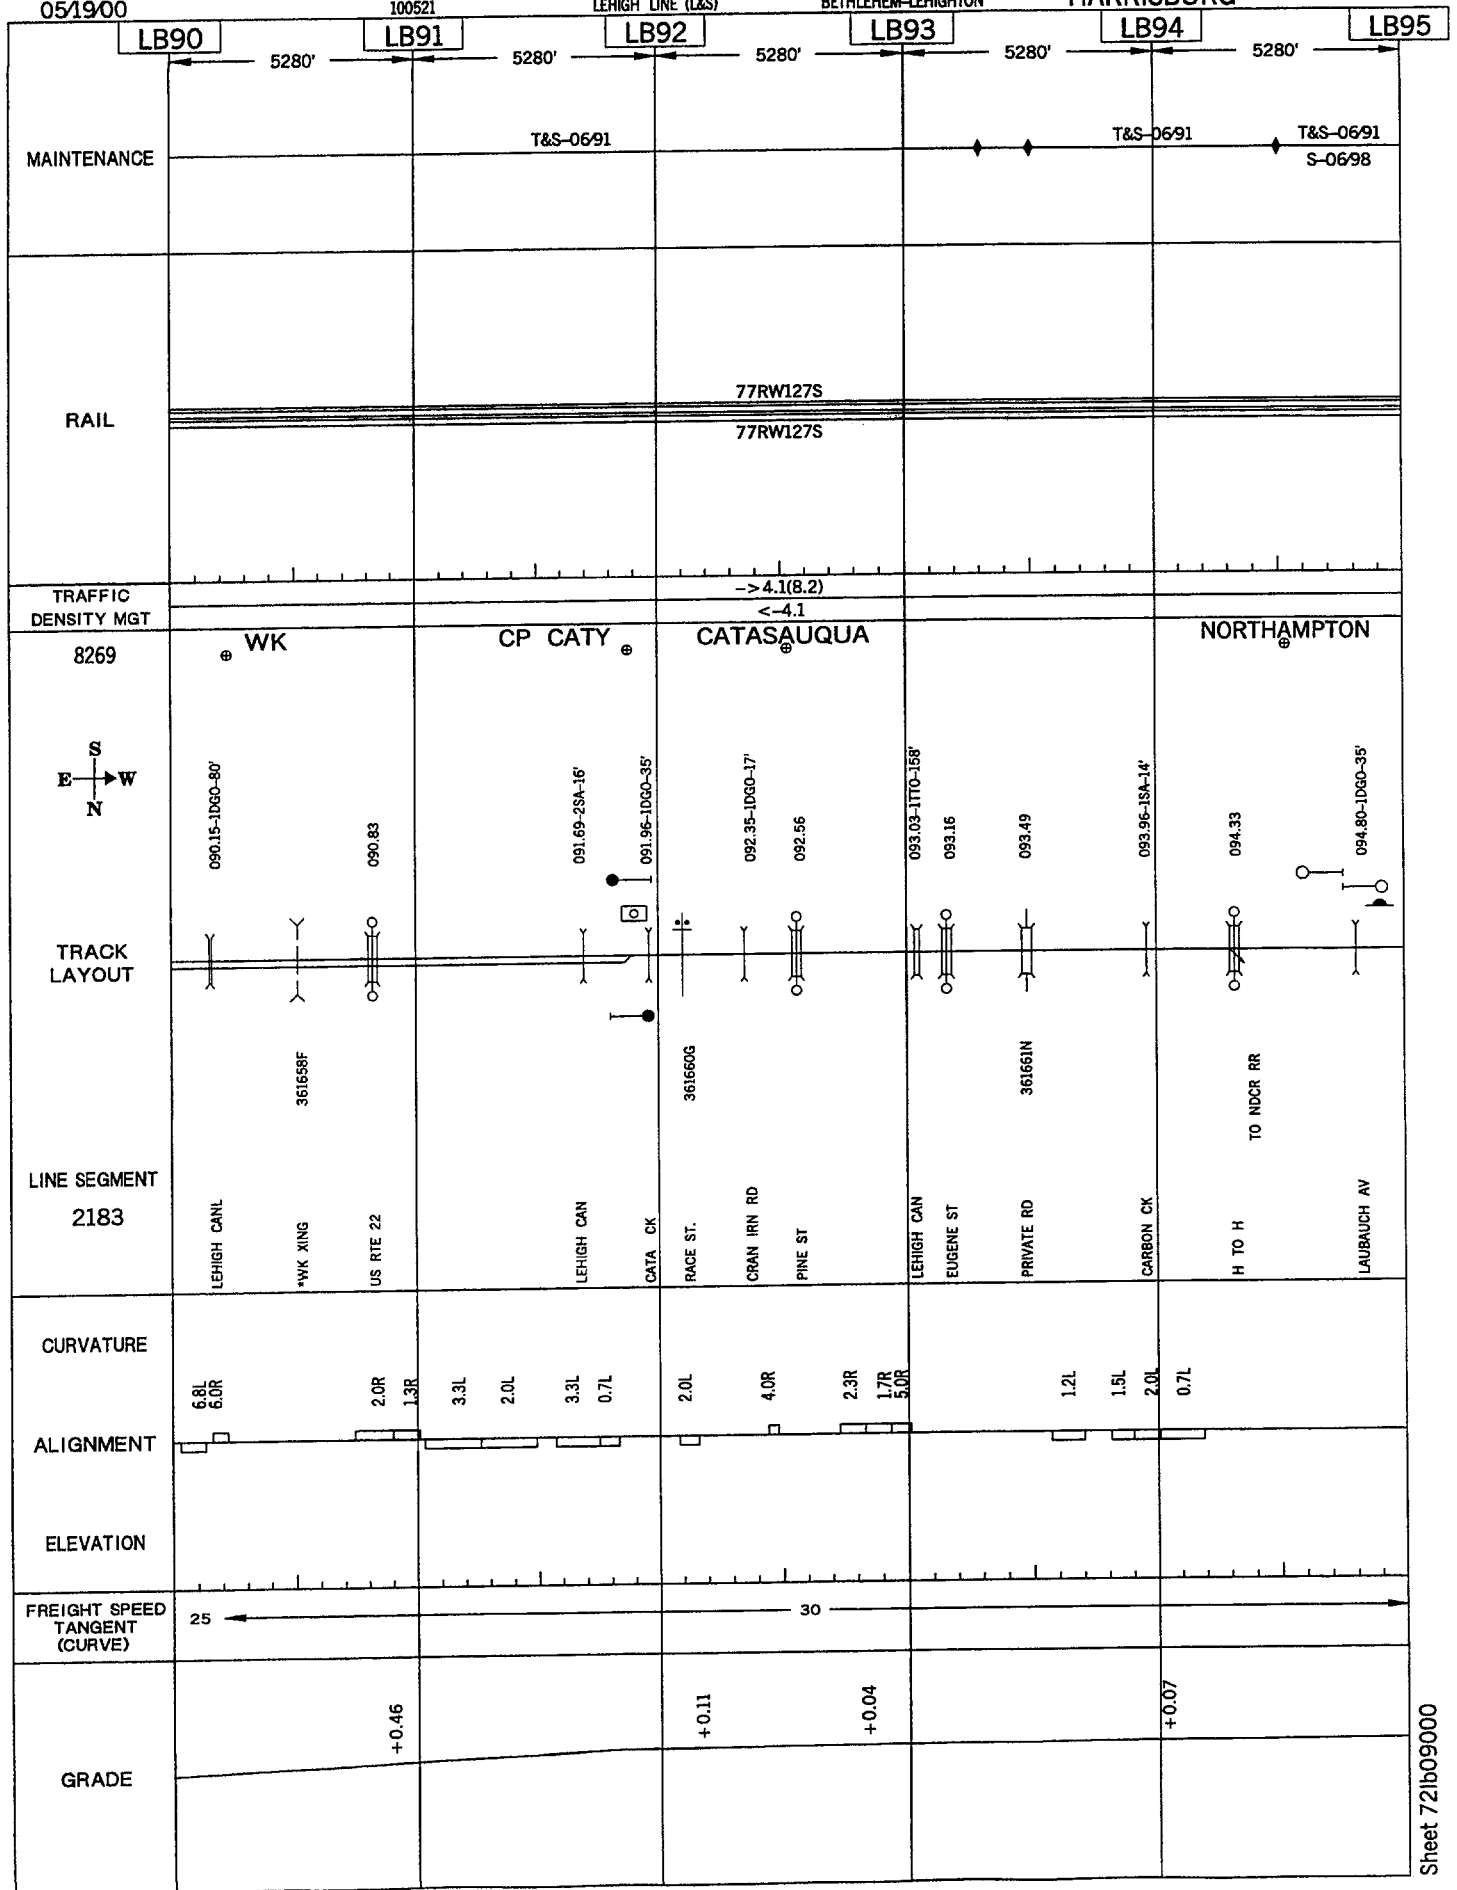 05/19/00 100521 LEHIGH LINE (L&S) BETHLEHEM-LEHIGHTON HARRISBURG
LB90 LB91 LB92 LB93 LB94 LB95
5280' 5280' 5280' 5280' 5280'
MAINTENANCE
T&S-06/91 T&S-06/91 T&S-06/91
S-06/98
RAIL
77RW127S
77RW127S
TRAFFIC
DENSITY MGT
->4.1(8.2)
<-4.1
8269
WK CP CATY CATASAUQUA NORTHAMPTON
S
E W
N
090.15-1DGO-80'
090.83
091.69-2SA-16'
091.96-1DGO-35'
092.35-1DGO-17'
092.56
093.03-1TTO-158'
093.16
093.49
093.96-1SA-14'
094.33
094.80-1DGO-35'
TRACK
LAYOUT
361658F
361660G
361661N
TO NDCR RR
LINE SEGMENT
2183
LEHIGH CANL
*WK XING
US RTE 22
LEHIGH CAN
CATA CK
RACE ST.
CRAN IRN RD
PINE ST
LEHIGH CAN
EUGENE ST
PRIVATE RD
CARBON CK
H TO H
LAUBAUCH AV
CURVATURE
6.8L
6.0R
2.0R
1.3R
3.3L
2.0L
3.3L
0.7L
2.0L
4.0R
2.3R
1.7R
5.0R
1.2L
1.5L
2.0L
0.7L
ALIGNMENT
ELEVATION
FREIGHT SPEED
TANGENT
(CURVE)
25 30
GRADE
+0.46
+0.11
+0.04
+0.07
Sheet 72lb09000